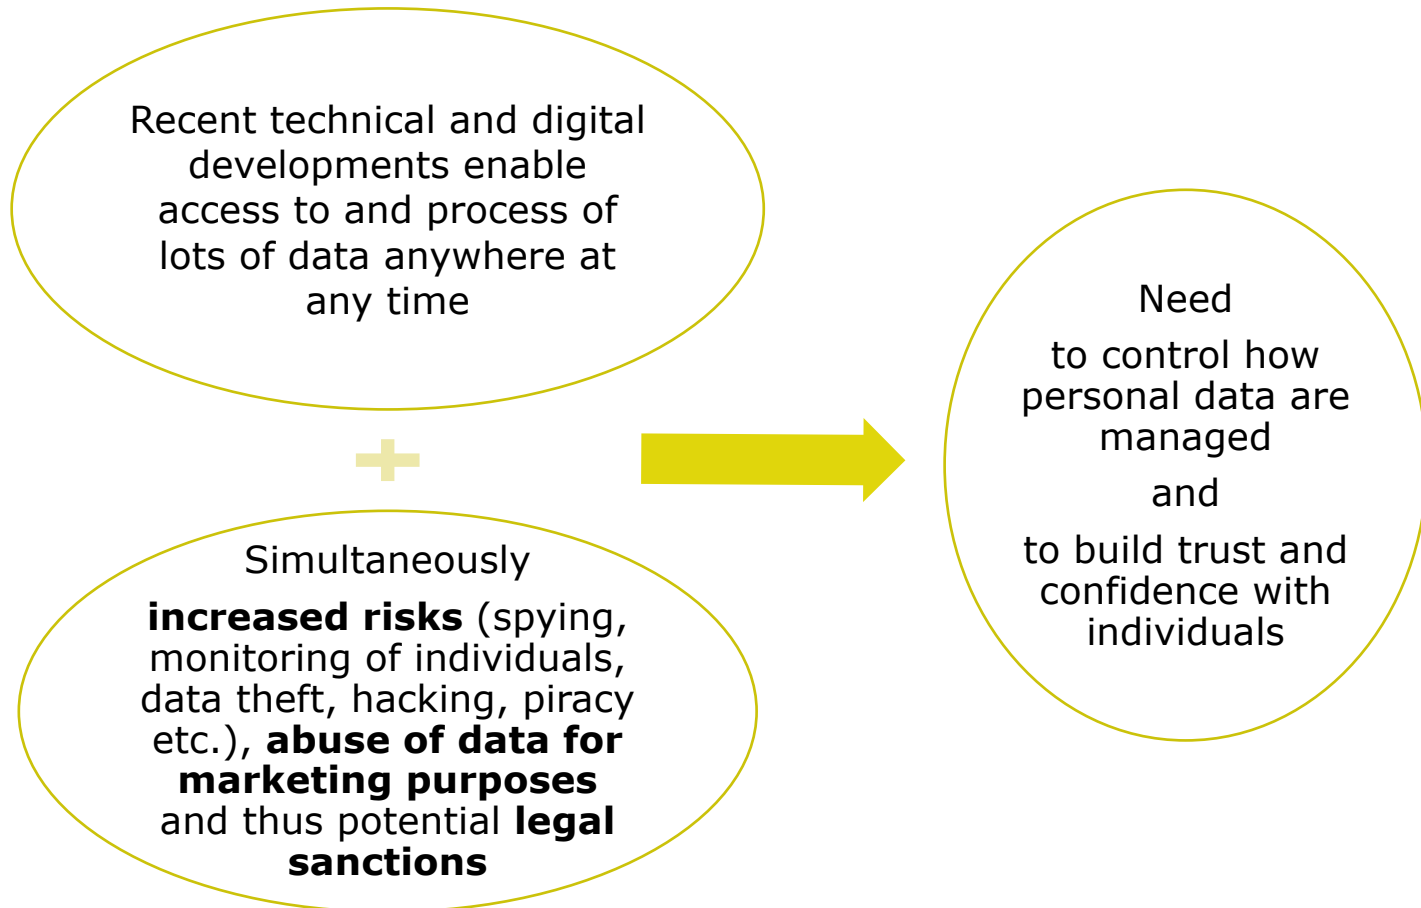 Recent technical and digital
developments enable
access to and process of
lots of data anywhere at
any time
Simultaneously
increased risks (spying,
monitoring of individuals,
data theft, hacking, piracy
etc.), abuse of data for
marketing purposes
and thus potential legal
sanctions
Need
to control how
personal data are
managed
and
to build trust and
confidence with
individuals